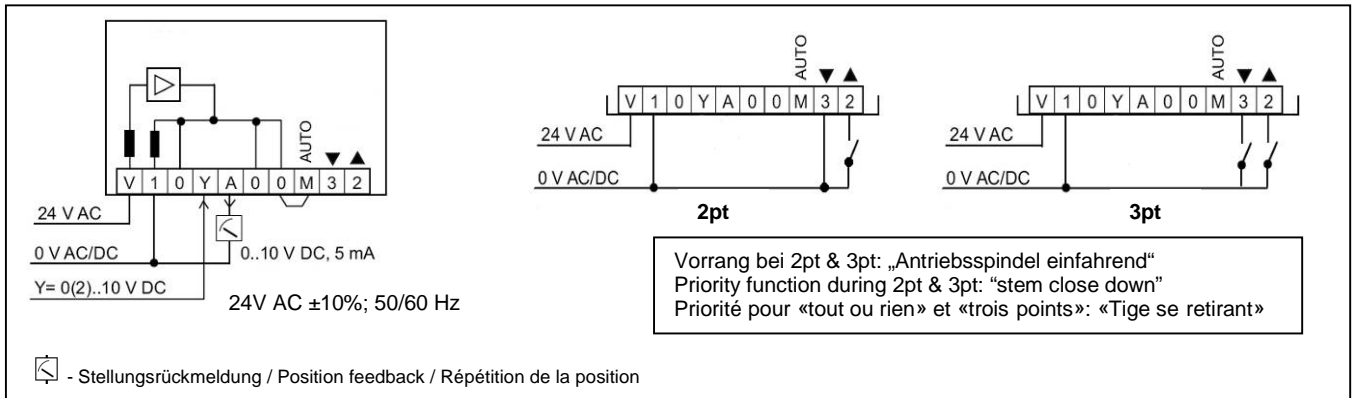 AUTO
V 1 0 Y A 0 0 M 3 2
24 V AC
0 V AC/DC
0..10 V DC, 5 mA
Y= 0(2)..10 V DC
24V AC ±10%; 50/60 Hz
AUTO
V 1 0 Y A 0 0 M 3 2
24 V AC
0 V AC/DC
2pt
AUTO
V 1 0 Y A 0 0 M 3 2
24 V AC
0 V AC/DC
3pt
Vorrang bei 2pt & 3pt: „Antriebsspindel einfahrend“
Priority function during 2pt & 3pt: “stem close down”
Priorité pour «tout ou rien» et «trois points»: «Tige se retirant»
- Stellungsrückmeldung / Position feedback / Répétition de la position